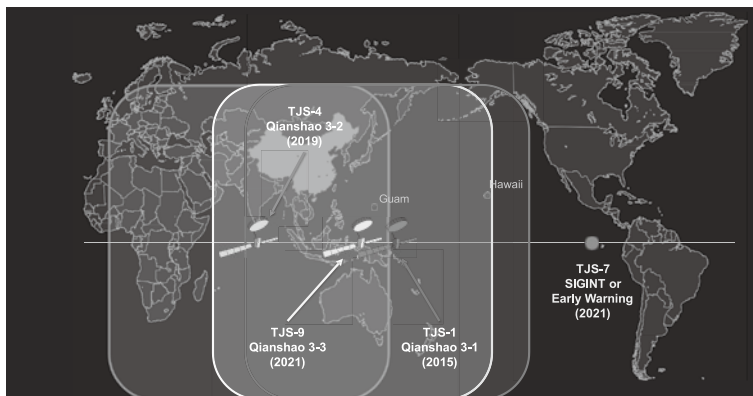 TJS-4
Qianshao 3-2
(2019)
Guam
Hawaii
TJS-7
SIGINT or
Early Warning
(2021)
TJS-9
Qianshao 3-3
(2021)
TJS-1
Qianshao 3-1
(2015)